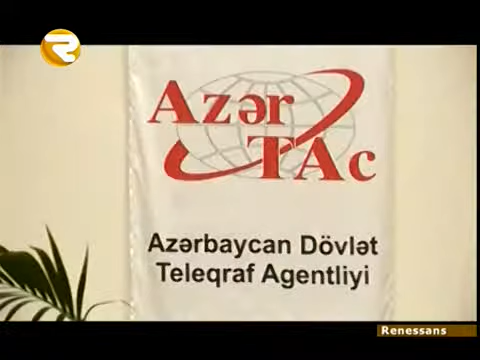 R
Azər
TAc
Azərbaycan Dövlət
Teleqraf Agentliyi
Renessans